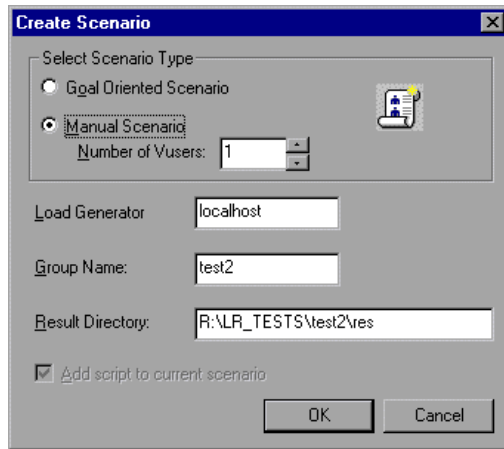 Create Scenario
Select Scenario Type
Goal Oriented Scenario
Manual Scenario
Number of Vusers: 1
Load Generator localhost
Group Name: test2
Result Directory: R:\LR_TESTS\test2\res
Add script to current scenario
OK Cancel